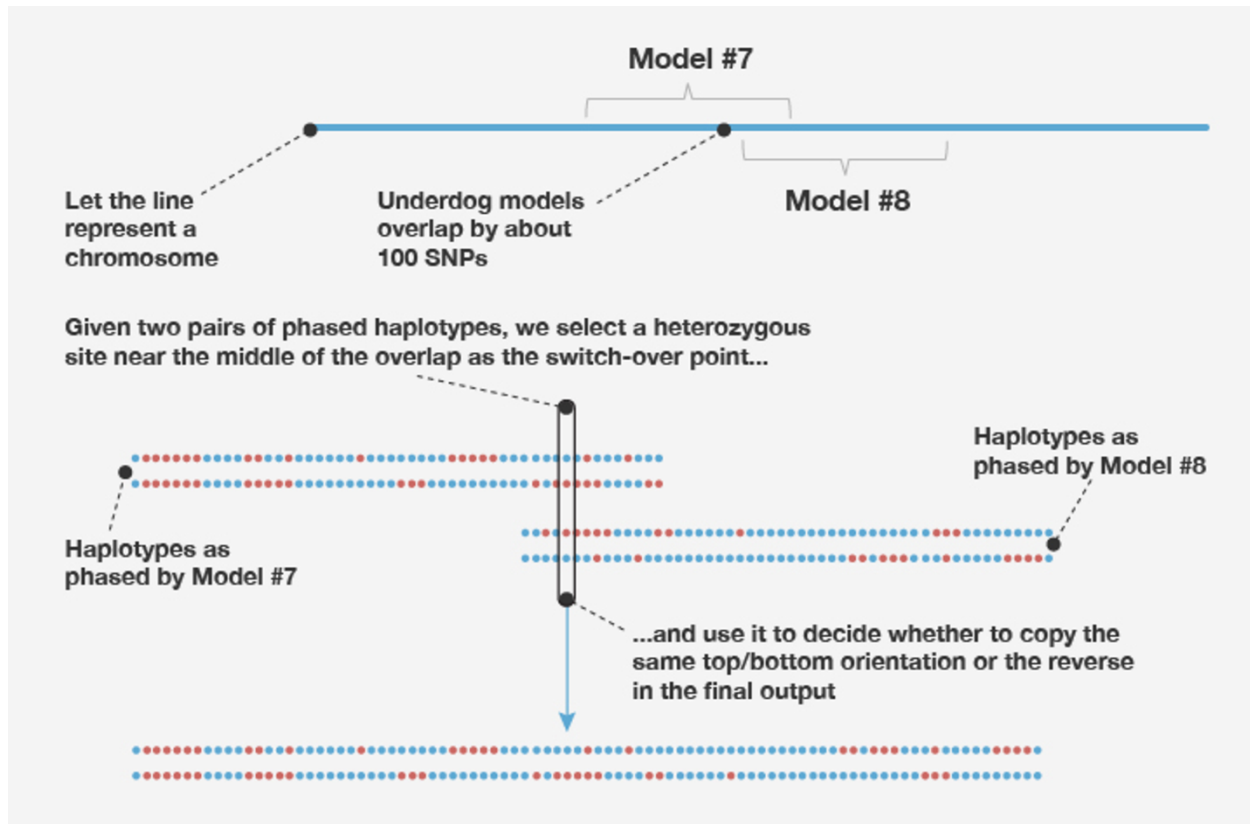 Model #7
Model #8
Let the line
represent a
chromosome
Underdog models
overlap by about
100 SNPs
Given two pairs of phased haplotypes, we select a heterozygous
site near the middle of the overlap as the switch-over point...
Haplotypes as
phased by Model #8
Haplotypes as
phased by Model #7
...and use it to decide whether to copy the
same top/bottom orientation or the reverse
in the final output